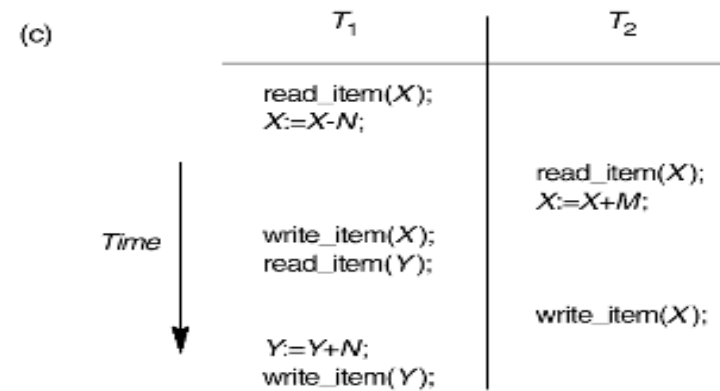 (c) T1 T2
read_item(X);
X:=X-N;
read_item(X);
X:=X+M;
Time
write_item(X);
read_item(Y);
write_item(X);
Y:=Y+N;
write_item(Y);